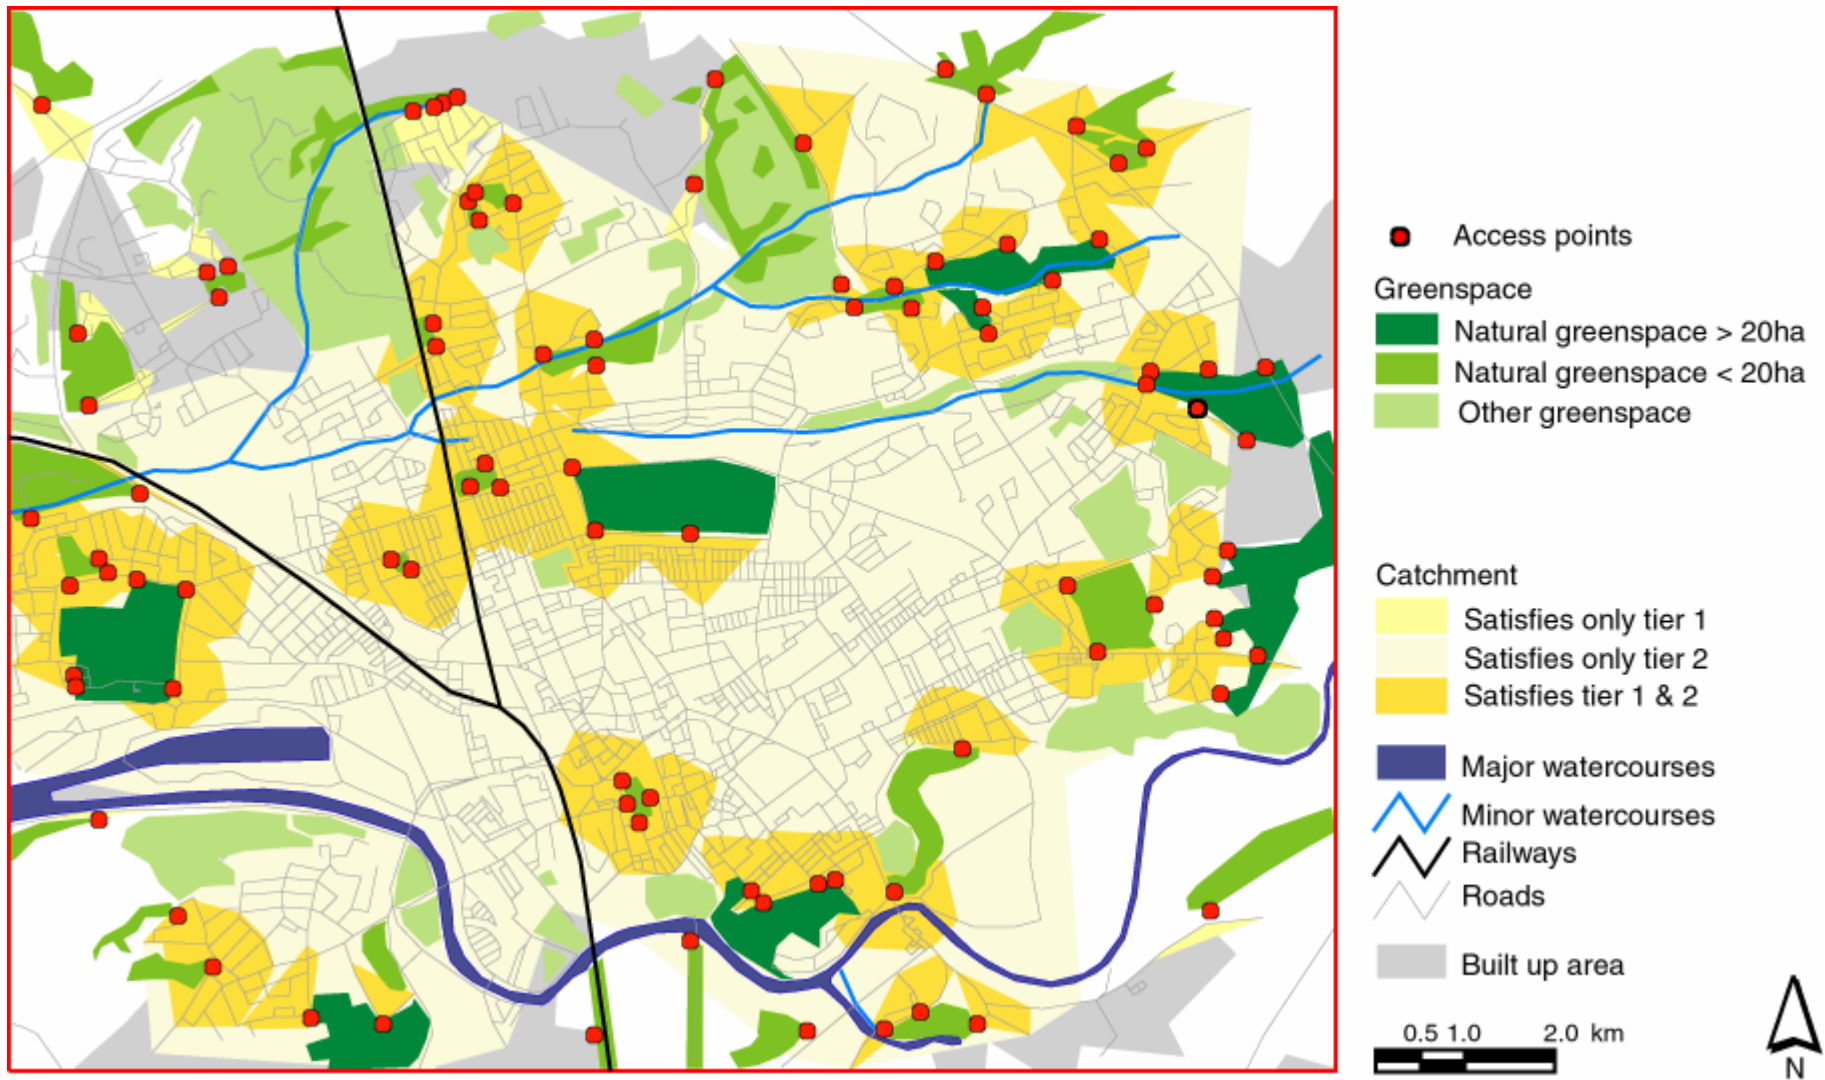 Access points
Greenspace
Natural greenspace > 20ha
Natural greenspace < 20ha
Other greenspace
Catchment
Satisfies only tier 1
Satisfies only tier 2
Satisfies tier 1 & 2
Major watercourses
Minor watercourses
Railways
Roads
Built up area
0.5 1.0 2.0 km
N